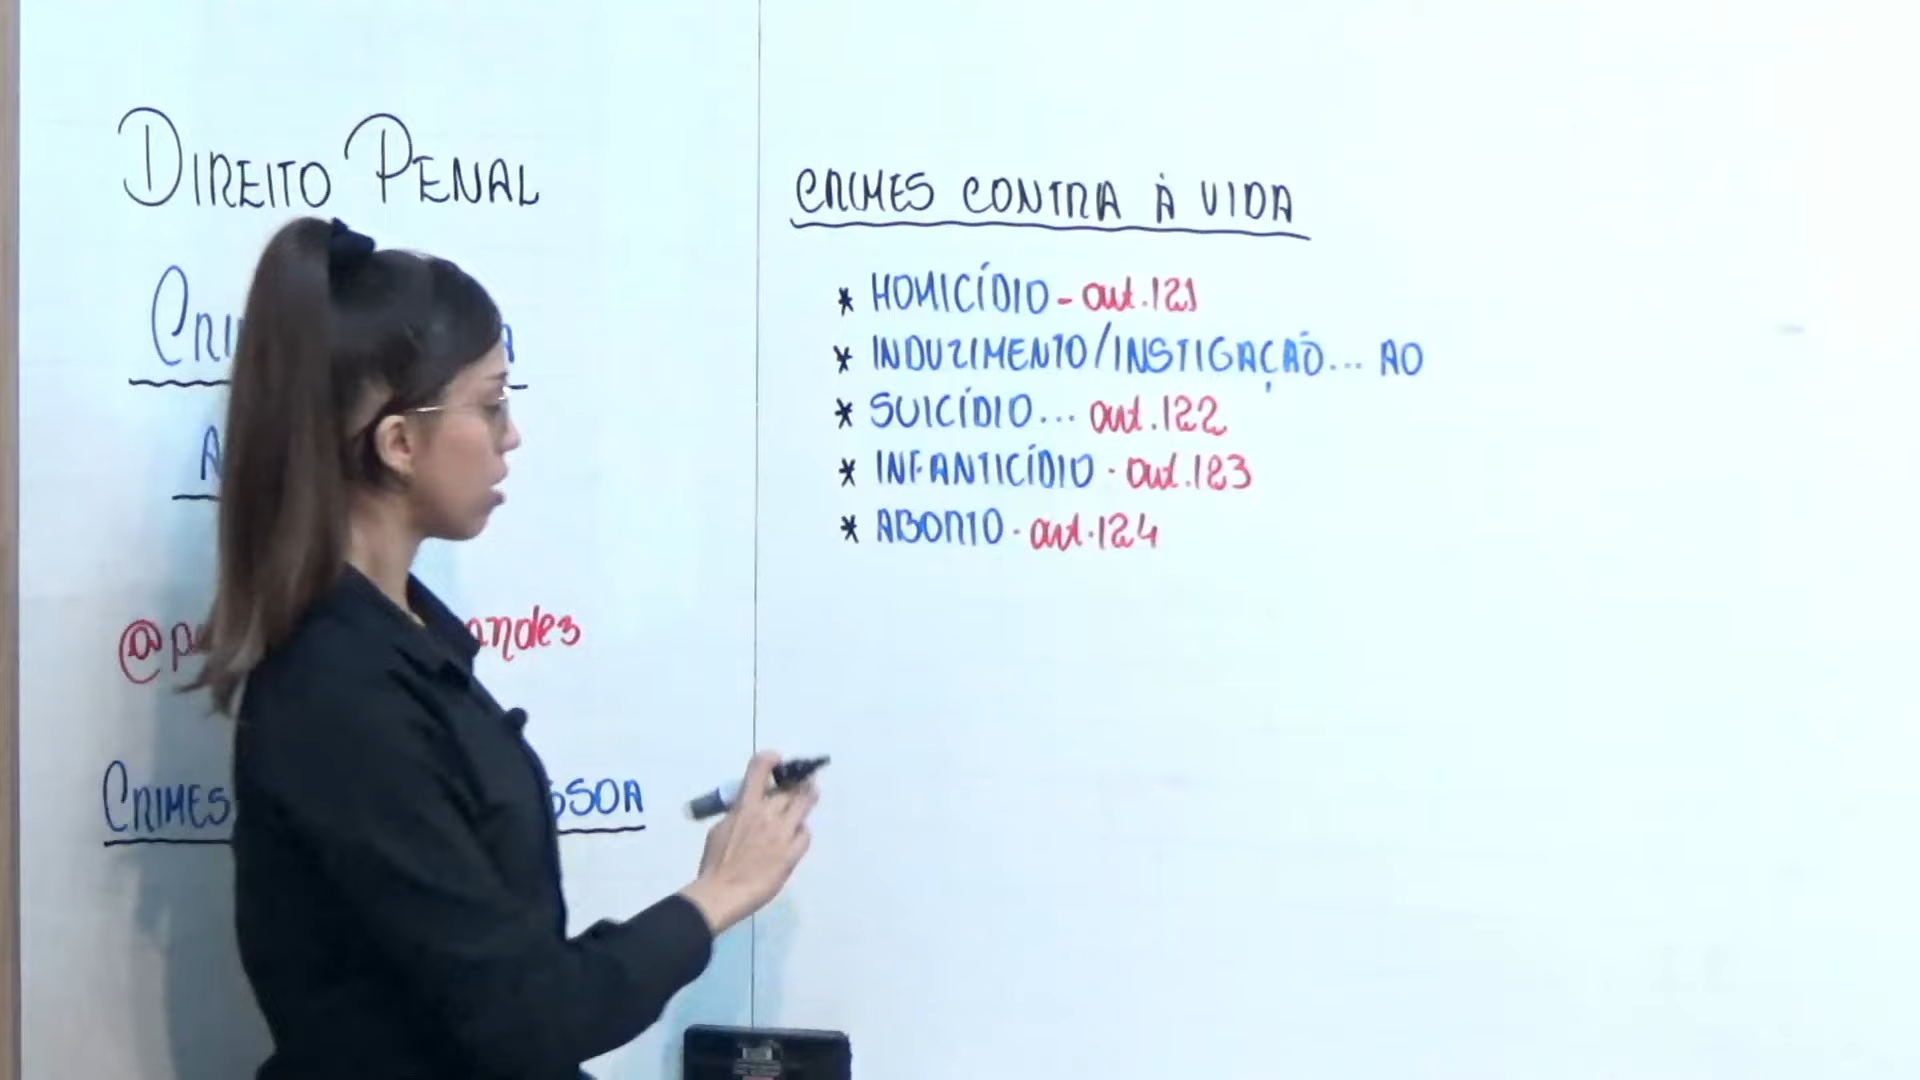 DIREITO PENAL
CRIMES CONTRA À VIDA
* HOMICÍDIO - art.121
* INDUZIMENTO/INSTIGAÇÃO... AO
* SUICÍDIO... art.122
* INFANTICÍDIO - art.123
* ABORTO - art.124
CRIMES